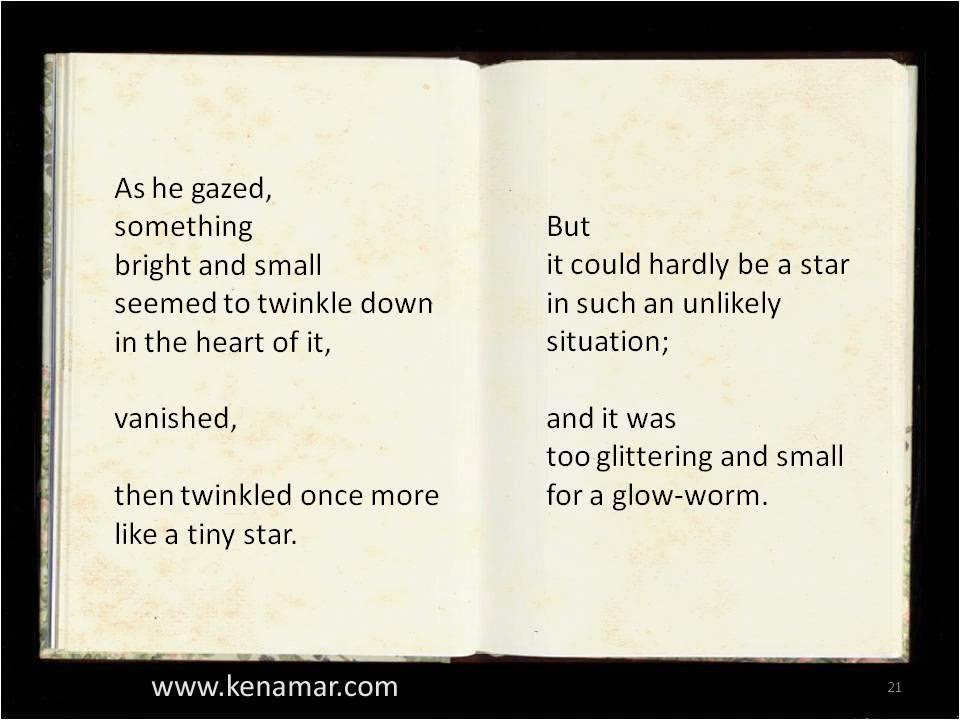 As he gazed,
something
bright and small
seemed to twinkle down
in the heart of it,
vanished,
then twinkled once more
like a tiny star.
But
it could hardly be a star
in such an unlikely
situation;
and it was
too glittering and small
for a glow-worm.
www.kenamar.com
21